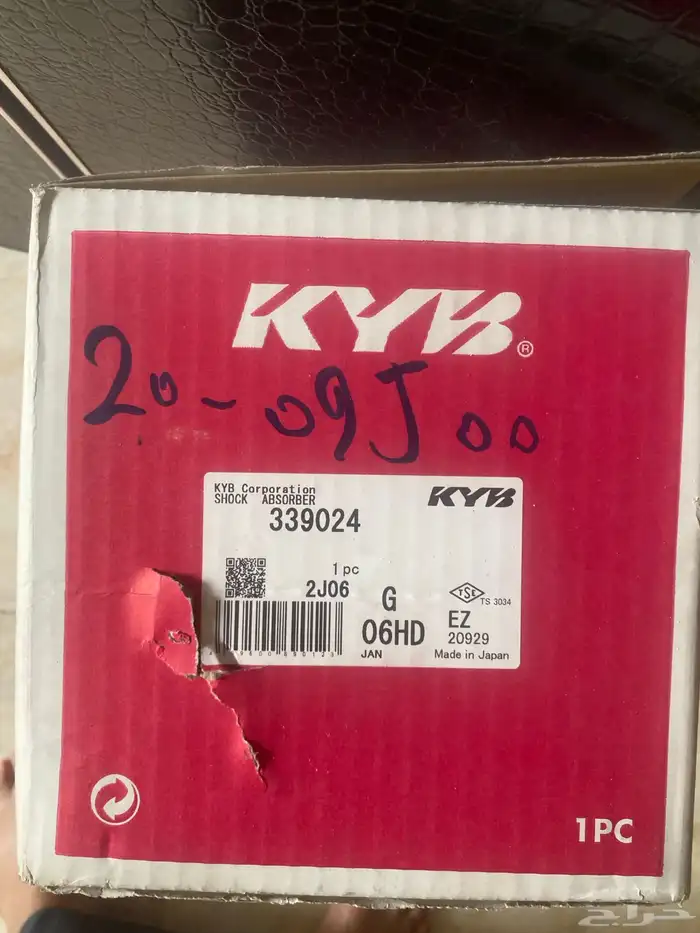 KYB®
20-09J00
KYB Corporation
SHOCK ABSORBER
KYB
339024
1 pc
2J06
G
TSE
TS 3034
06HD
EZ
20929
JAN
Made in Japan
1PC
حراج